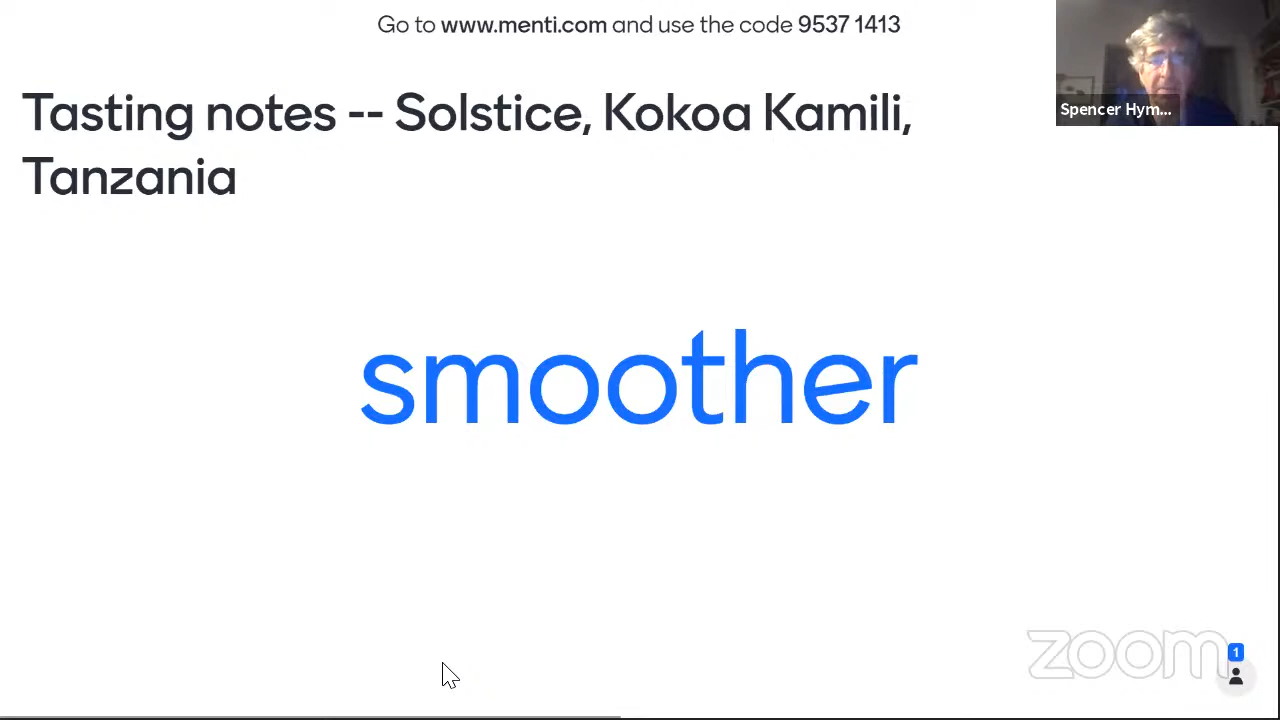 Go to www.menti.com and use the code 9537 1413
Spencer Hym...
Tasting notes -- Solstice, Kokoa Kamili,
Tanzania
smoother
zoom
1